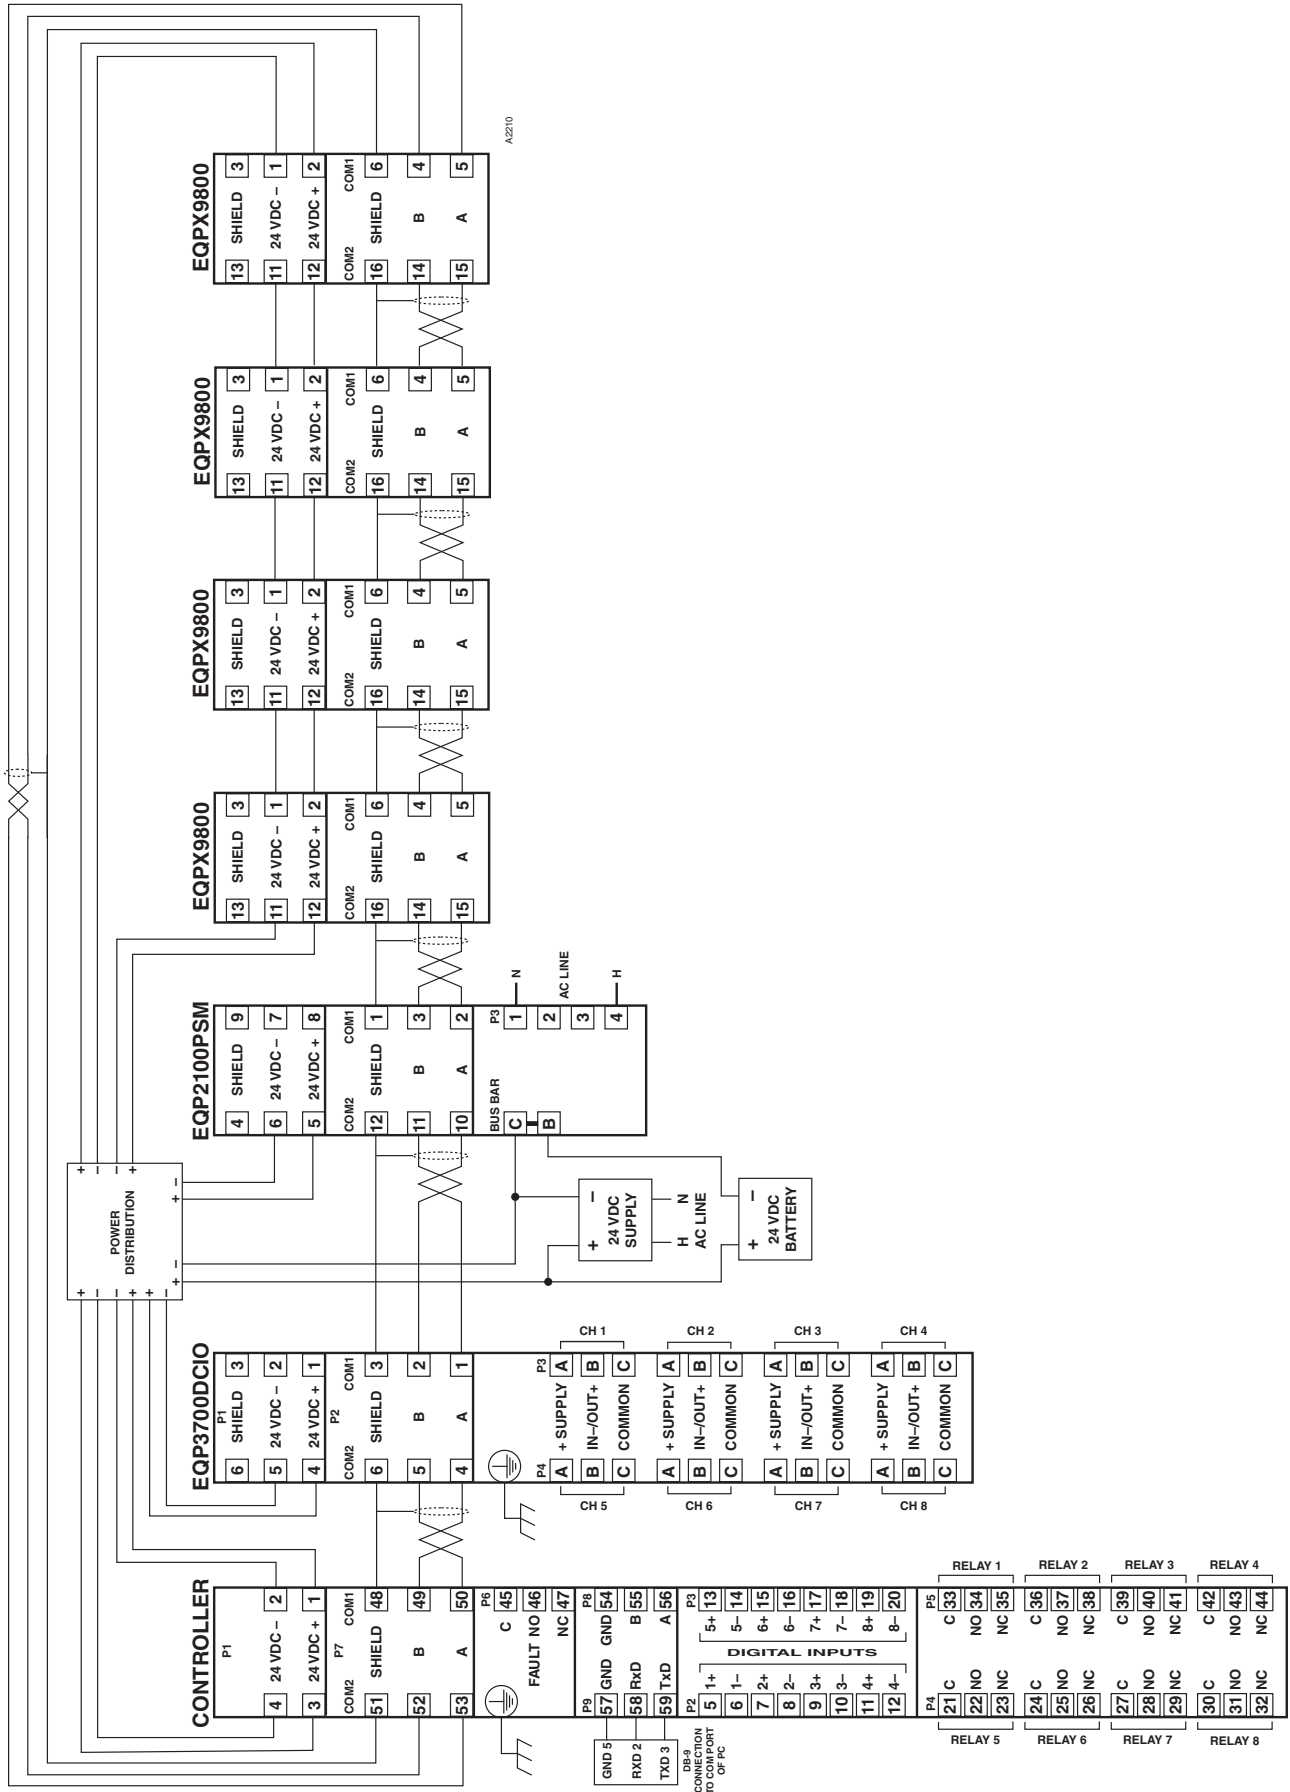 A2210
EQPX9800
13 SHIELD 3
11 24 VDC – 1
12 24 VDC + 2
COM2 COM1
16 SHIELD 6
14 B 4
15 A 5
EQPX9800
13 SHIELD 3
11 24 VDC – 1
12 24 VDC + 2
COM2 COM1
16 SHIELD 6
14 B 4
15 A 5
EQPX9800
13 SHIELD 3
11 24 VDC – 1
12 24 VDC + 2
COM2 COM1
16 SHIELD 6
14 B 4
15 A 5
EQPX9800
13 SHIELD 3
11 24 VDC – 1
12 24 VDC + 2
COM2 COM1
16 SHIELD 6
14 B 4
15 A 5
EQP2100PSM
4 SHIELD 9
6 24 VDC – 7
5 24 VDC + 8
COM2 COM1
12 SHIELD 1
11 B 3
10 A 2
BUS BAR P3
C 1 N
B 2
AC LINE
3
4 H
POWER
DISTRIBUTION
+ – – +
+ –
+ –
+ – – + + –
+ –
24 VDC
SUPPLY
H N
AC LINE
+ –
24 VDC
BATTERY
EQP3700DCIO
P1
6 SHIELD 3
5 24 VDC – 2
4 24 VDC + 1
COM2 P2 COM1
6 SHIELD 3
5 B 2
4 A 1
P4 P3
CH 1
A + SUPPLY A
B IN–/OUT+ B
C COMMON C
CH 5
CH 2
A + SUPPLY A
B IN–/OUT+ B
C COMMON C
CH 6
CH 3
A + SUPPLY A
B IN–/OUT+ B
C COMMON C
CH 7
CH 4
A + SUPPLY A
B IN–/OUT+ B
C COMMON C
CH 8
CONTROLLER
P1
4 24 VDC – 2
3 24 VDC + 1
COM2 P7 COM1
51 SHIELD 48
52 B 49
53 A 50
P6
C 45
FAULT NO 46
NC 47
P9 P8
GND 5 57 GND GND 54
RXD 2 58 RxD B 55
TXD 3 59 TxD A 56
DB-9
CONNECTION
TO COM PORT
OF PC
P2 P3
5 1+ 5+ 13
6 1– 5– 14
7 2+ 6+ 15
8 2– 6– 16
9 3+ 7+ 17
10 3– 7– 18
11 4+ 8+ 19
12 4– 8– 20
DIGITAL INPUTS
P4 P5
RELAY 1
21 C C 33
22 NO NO 34
23 NC NC 35
RELAY 5
RELAY 2
24 C C 36
25 NO NO 37
26 NC NC 38
RELAY 6
RELAY 3
27 C C 39
28 NO NO 40
29 NC NC 41
RELAY 7
RELAY 4
30 C C 42
31 NO NO 43
32 NC NC 44
RELAY 8